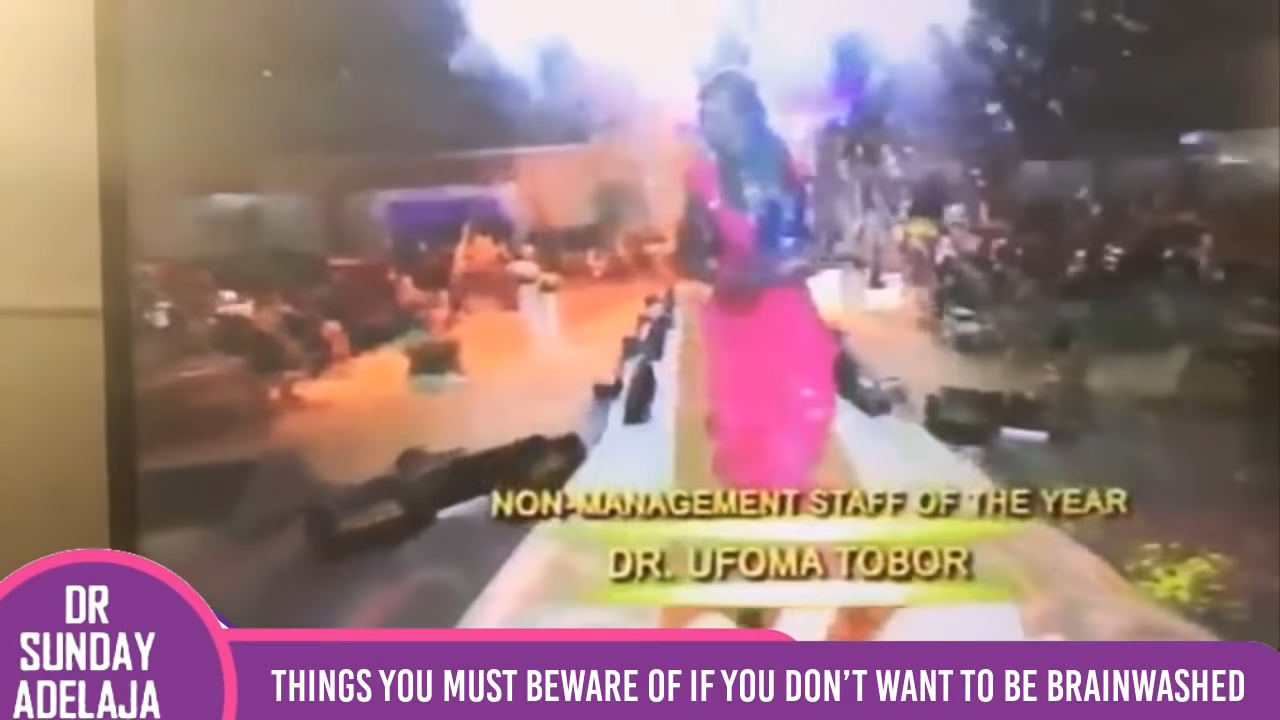 NON-MANAGEMENT STAFF OF THE YEAR
DR. UFOMA TOBOR
DR
SUNDAY
ADELAJA
THINGS YOU MUST BEWARE OF IF YOU DON'T WANT TO BE BRAINWASHED